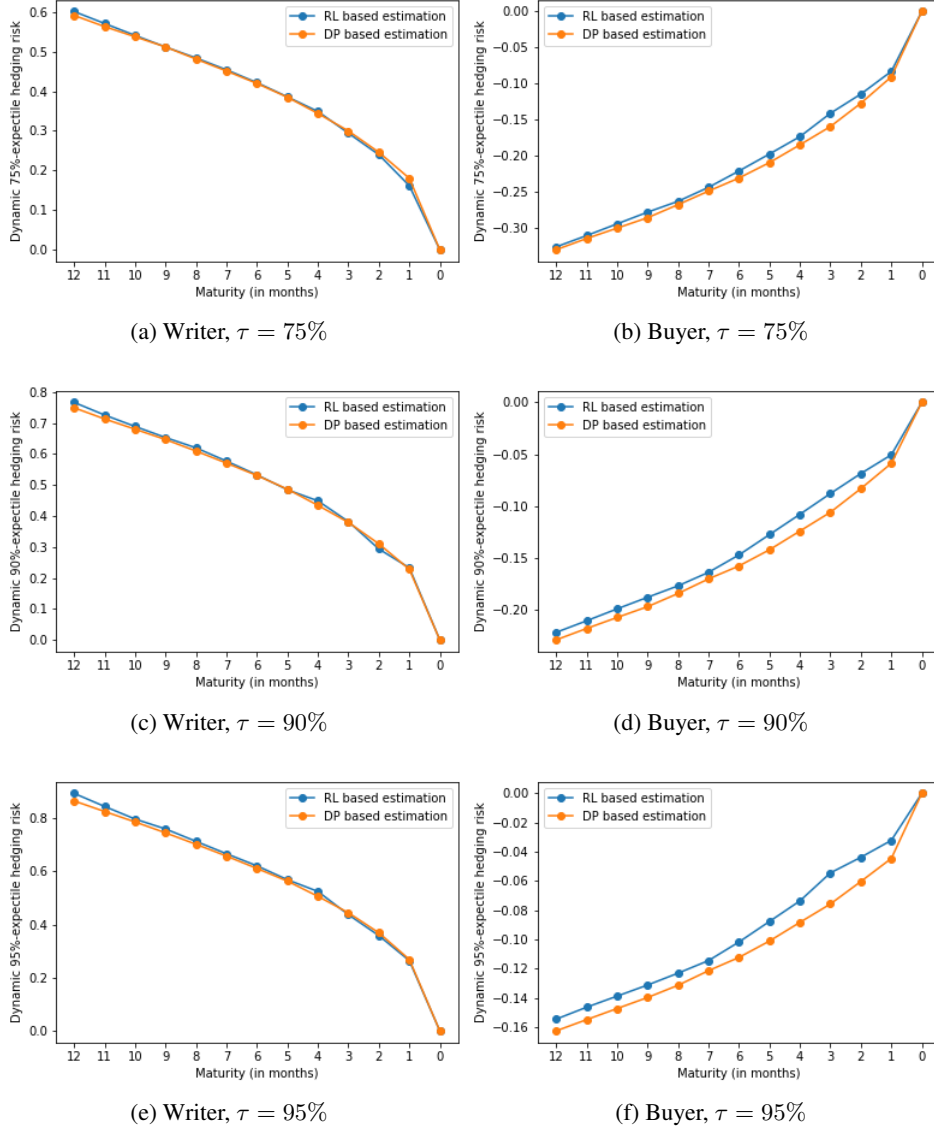 Dynamic 75%-expectile hedging risk
0.6
0.5
0.4
0.3
0.2
0.1
0.0
RL based estimation
DP based estimation
12 11 10 9 8 7 6 5 4 3 2 1 0
Maturity (in months)
(a) Writer, τ = 75%
Dynamic 75%-expectile hedging risk
0.00
−0.05
−0.10
−0.15
−0.20
−0.25
−0.30
RL based estimation
DP based estimation
12 11 10 9 8 7 6 5 4 3 2 1 0
Maturity (in months)
(b) Buyer, τ = 75%
Dynamic 90%-expectile hedging risk
0.8
0.7
0.6
0.5
0.4
0.3
0.2
0.1
0.0
RL based estimation
DP based estimation
12 11 10 9 8 7 6 5 4 3 2 1 0
Maturity (in months)
(c) Writer, τ = 90%
Dynamic 90%-expectile hedging risk
0.00
−0.05
−0.10
−0.15
−0.20
RL based estimation
DP based estimation
12 11 10 9 8 7 6 5 4 3 2 1 0
Maturity (in months)
(d) Buyer, τ = 90%
Dynamic 95%-expectile hedging risk
0.8
0.6
0.4
0.2
0.0
RL based estimation
DP based estimation
12 11 10 9 8 7 6 5 4 3 2 1 0
Maturity (in months)
(e) Writer, τ = 95%
Dynamic 95%-expectile hedging risk
0.00
−0.02
−0.04
−0.06
−0.08
−0.10
−0.12
−0.14
−0.16
RL based estimation
DP based estimation
12 11 10 9 8 7 6 5 4 3 2 1 0
Maturity (in months)
(f) Buyer, τ = 95%